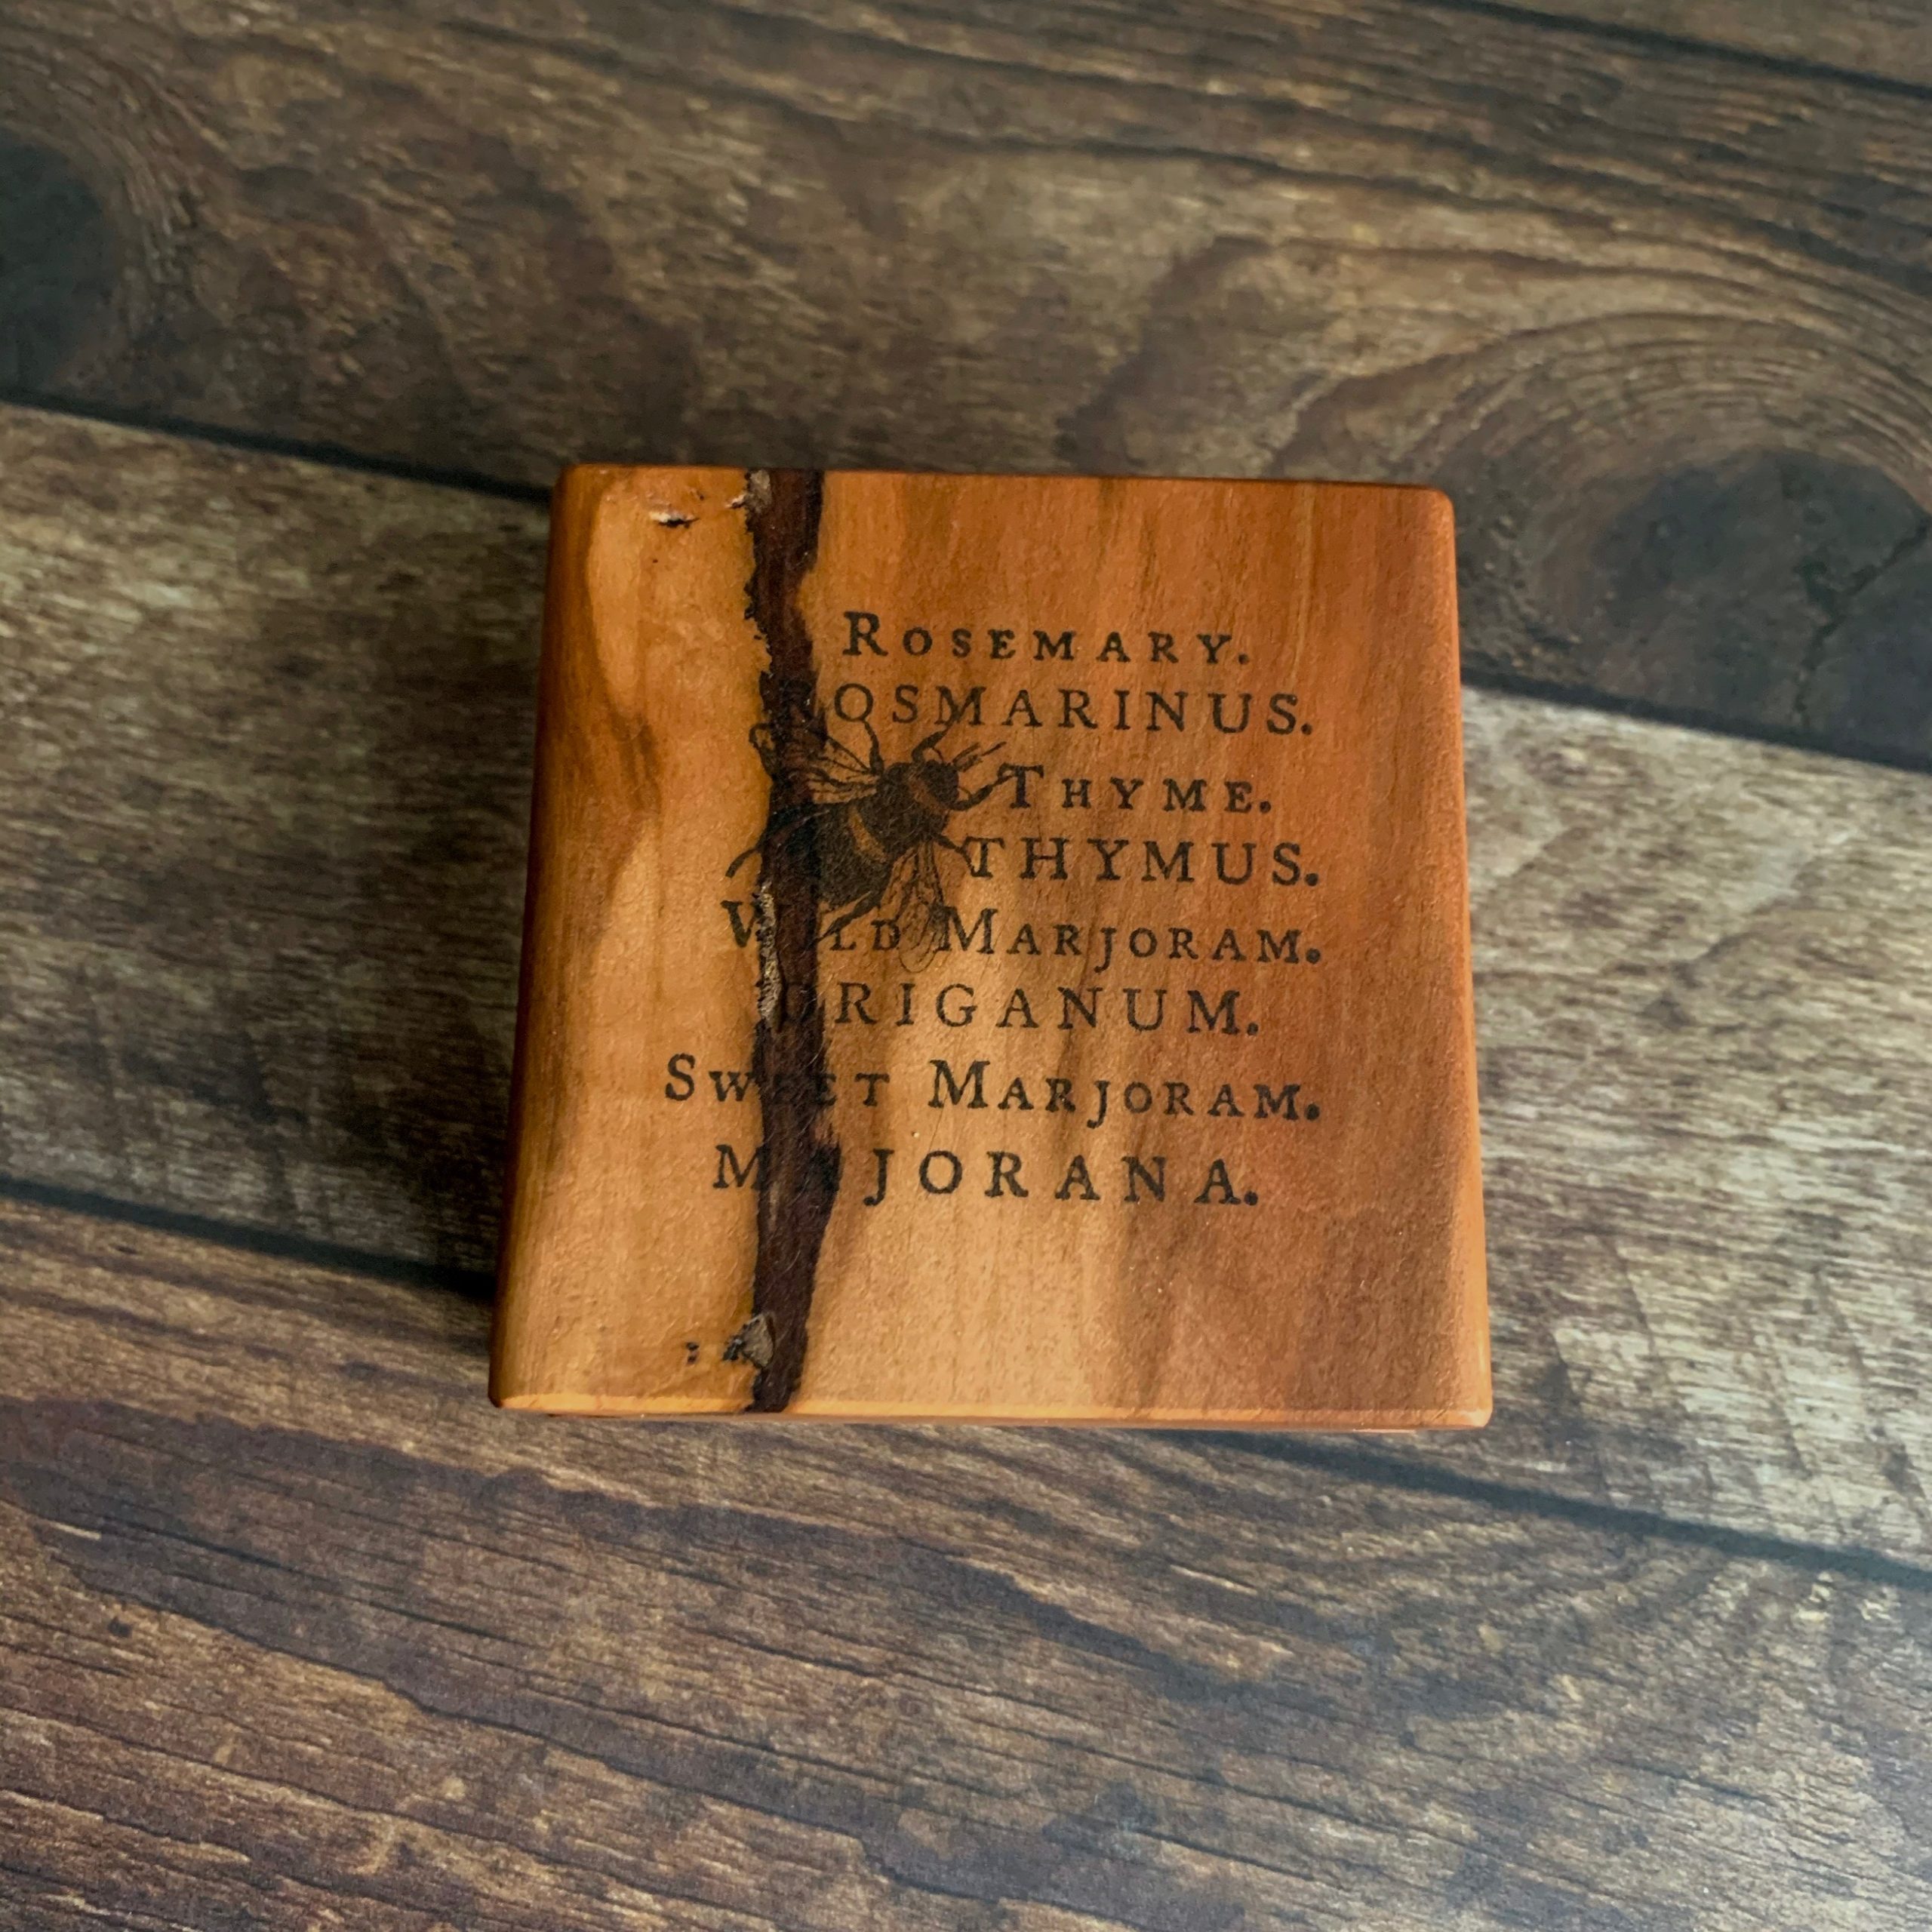 Rosemary.
ROSMARINUS.
Thyme.
THYMUS.
Wild Marjoram.
ORIGANUM.
Sweet Marjoram.
MAJORANA.